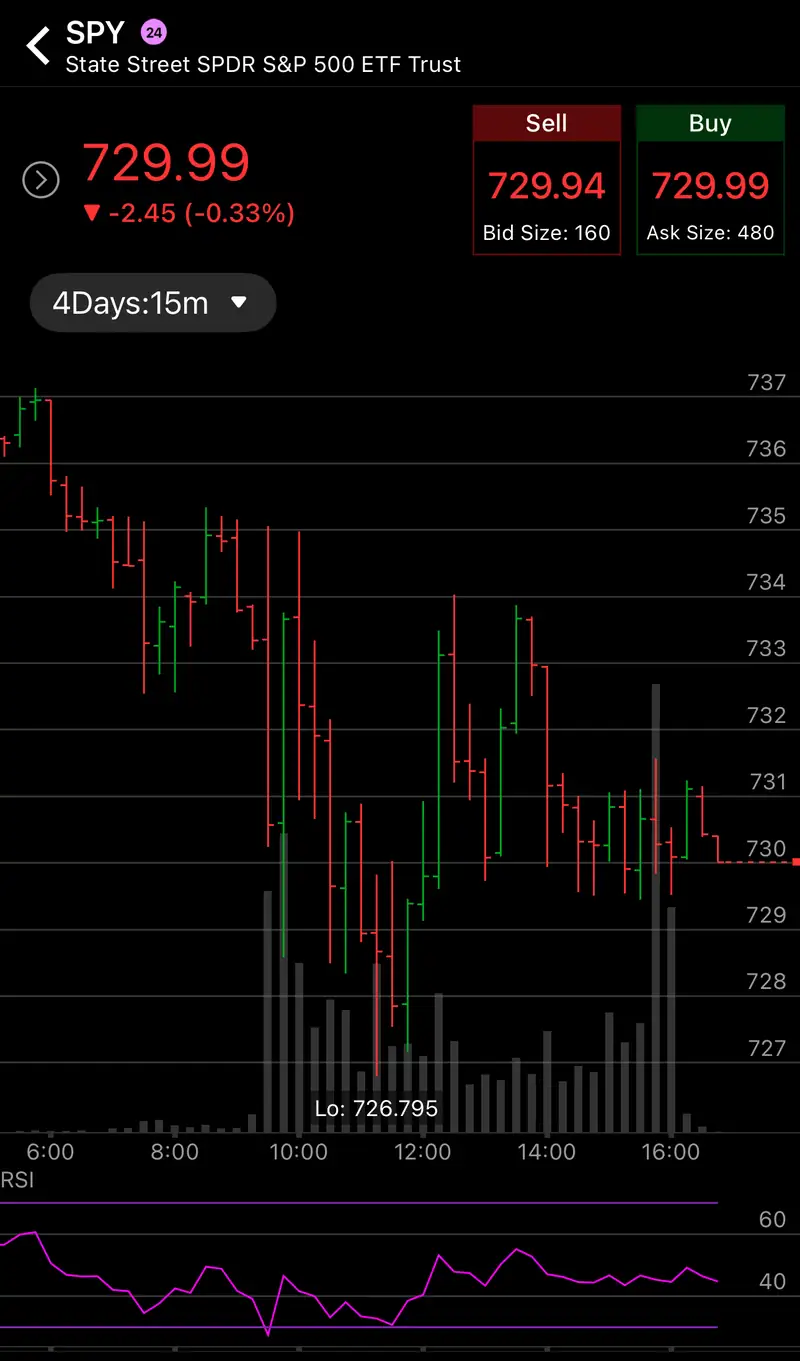 SPY 24
State Street SPDR S&P 500 ETF Trust
729.99
▼ -2.45 (-0.33%)
Sell
729.94
Bid Size: 160
Buy
729.99
Ask Size: 480
4Days:15m ▼
737
736
735
734
733
732
731
730
729
728
727
Lo: 726.795
6:00 8:00 10:00 12:00 14:00 16:00
RSI
60
40